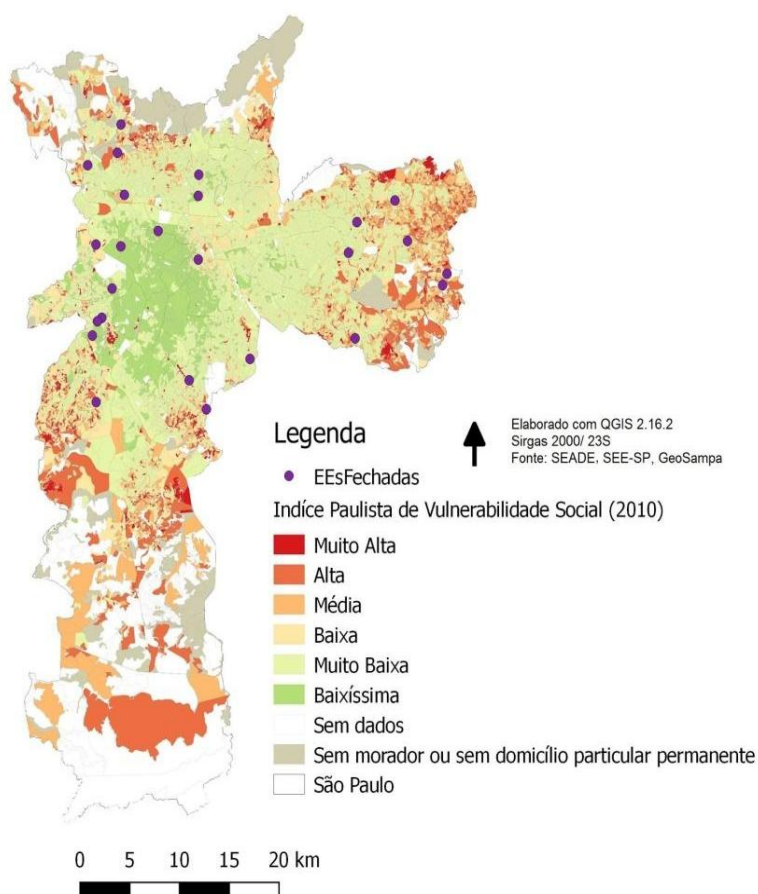 Legenda
EEsFechadas
Indíce Paulista de Vulnerabilidade Social (2010)
Muito Alta
Alta
Média
Baixa
Muito Baixa
Baixíssima
Sem dados
Sem morador ou sem domicílio particular permanente
São Paulo
Elaborado com QGIS 2.16.2
Sirgas 2000/ 23S
Fonte: SEADE, SEE-SP, GeoSampa
0 5 10 15 20 km